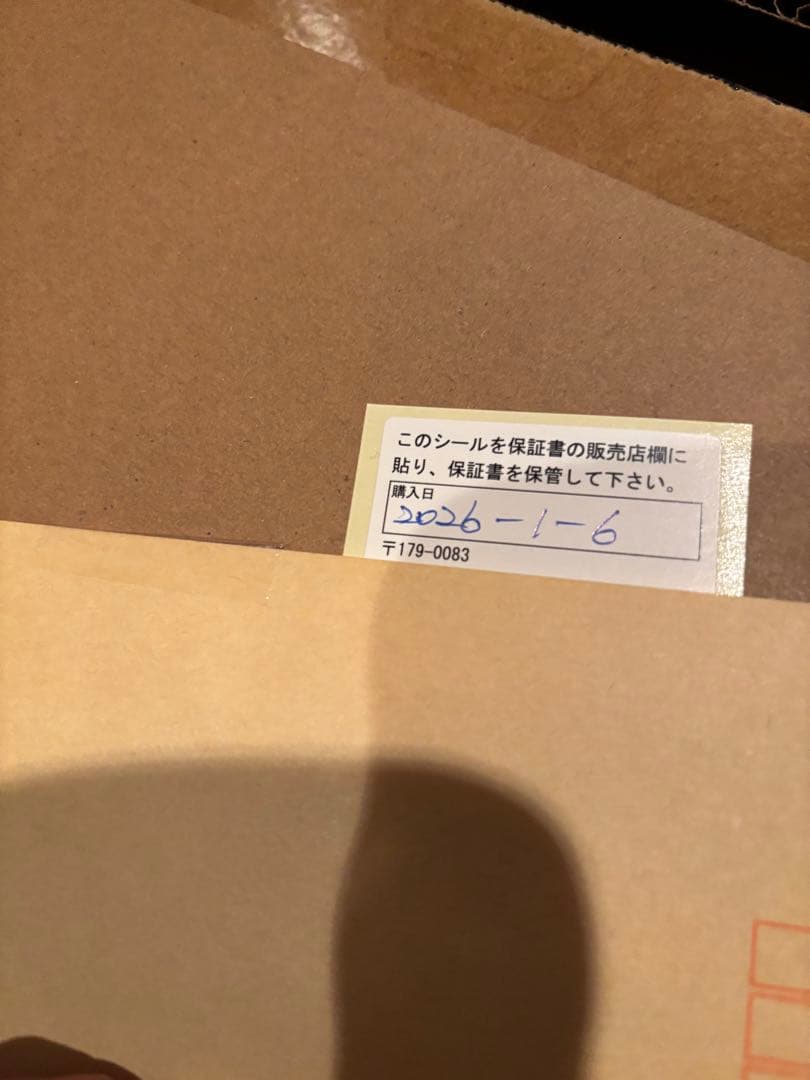 このシールを保証書の販売店欄に
貼り、保証書を保管して下さい。
購入日
2026-1-6
〒179-0083